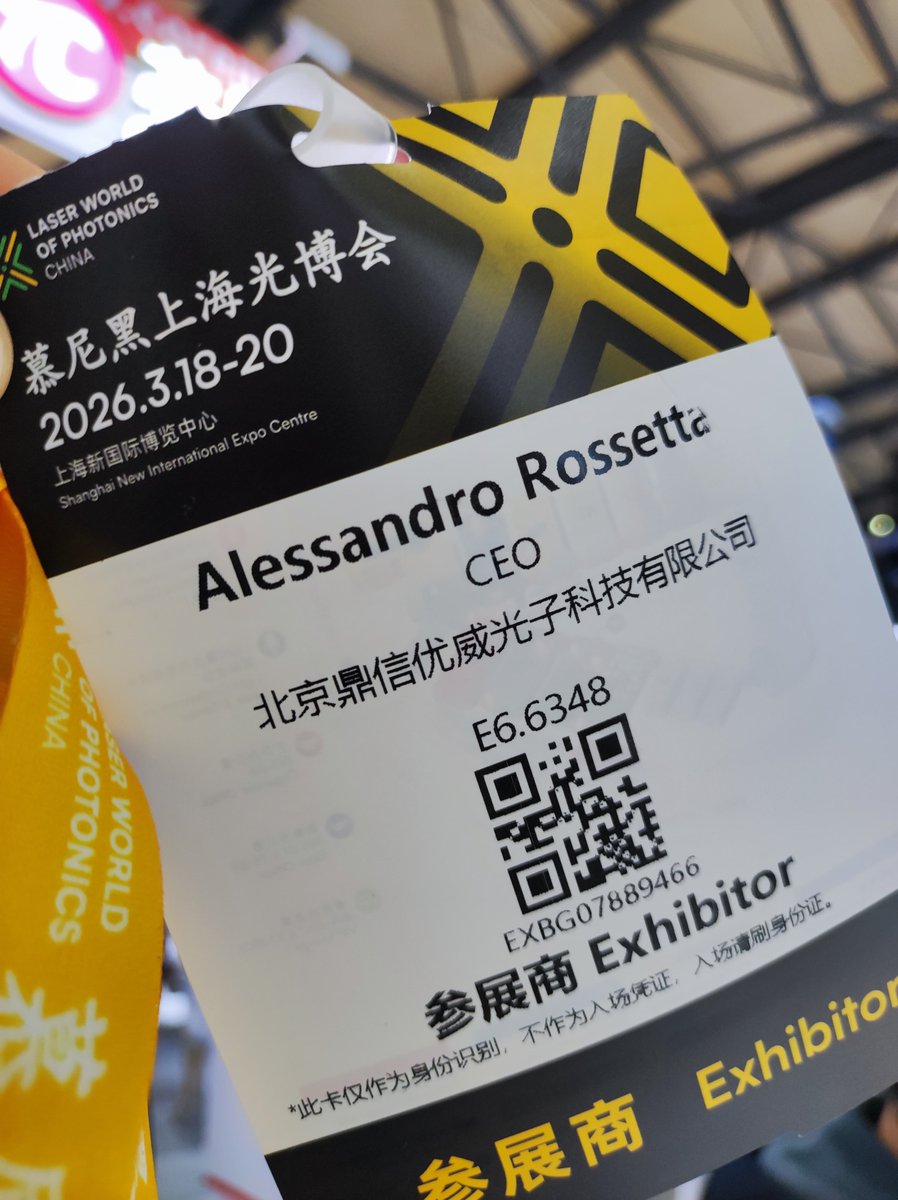 LASER WORLD
OF PHOTONICS
CHINA
慕尼黑上海光博会
2026.3.18-20
上海新国际博览中心
Shanghai New International Expo Centre
Alessandro Rossetta
CEO
北京鼎信优威光子科技有限公司
E6.6348
EXBG07889466
参展商 Exhibitor
*此卡仅作为身份识别，不作为入场凭证，入场请刷身份证。
参展商 Exhibitor
LASER WORLD
OF PHOTONICS
CHINA
慕尼